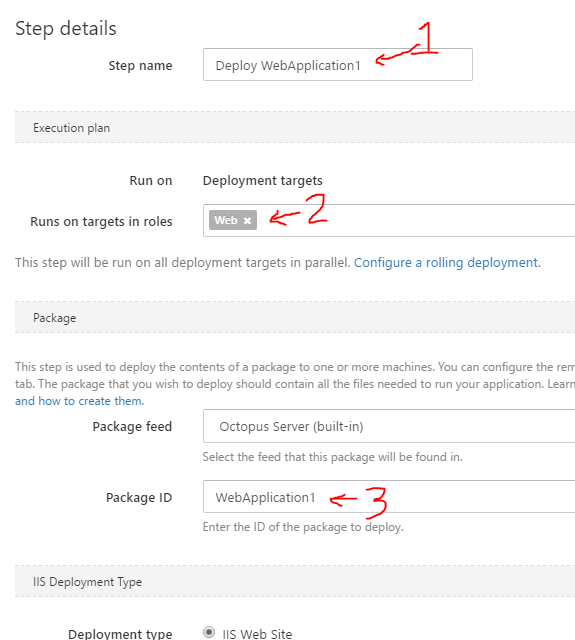 Step details
1
Step name Deploy WebApplication1
Execution plan
Run on Deployment targets
Runs on targets in roles Web × 2
This step will be run on all deployment targets in parallel. Configure a rolling deployment.
Package
This step is used to deploy the contents of a package to one or more machines. You can configure the rem
tab. The package that you wish to deploy should contain all the files needed to run your application. Learn
and how to create them.
Package feed Octopus Server (built-in)
Select the feed that this package will be found in.
Package ID WebApplication1 3
Enter the ID of the package to deploy.
IIS Deployment Type
Deployment type IIS Web Site